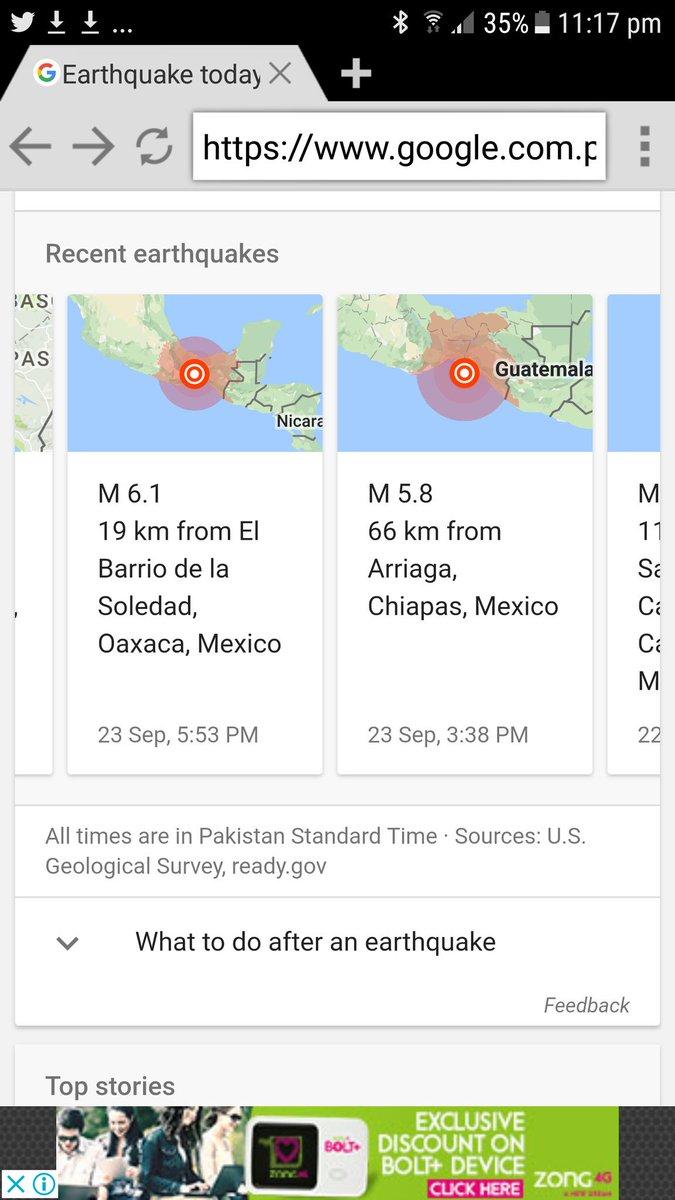 35% 11:17 pm
Earthquake today
https://www.google.com.p
Recent earthquakes
BAS
PAS
Nicara
Guatemala
M 6.1
19 km from El
Barrio de la
Soledad,
Oaxaca, Mexico
23 Sep, 5:53 PM
M 5.8
66 km from
Arriaga,
Chiapas, Mexico
23 Sep, 3:38 PM
M
11
Sa
Ca
Ca
M
22
All times are in Pakistan Standard Time · Sources: U.S.
Geological Survey, ready.gov
What to do after an earthquake
Feedback
Top stories
EXCLUSIVE
DISCOUNT ON
BOLT+ DEVICE
CLICK HERE
ZONG 4G
BOLT+
ZONG